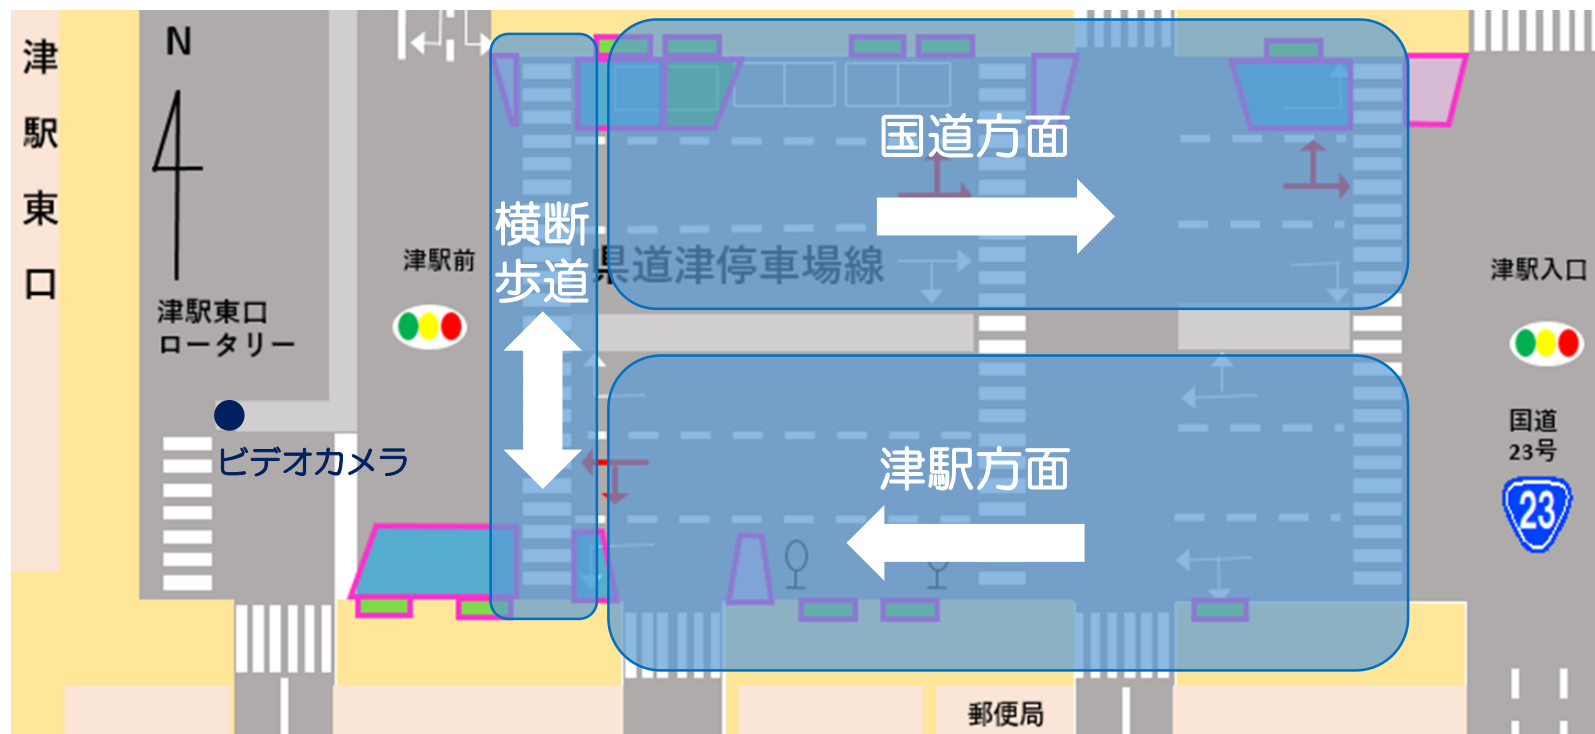 津駅東口
N
津駅東口
ロータリー
ビデオカメラ
津駅前
横断
歩道
国道方面
県道津停車場線
津駅方面
郵便局
津駅入口
国道
23号
23